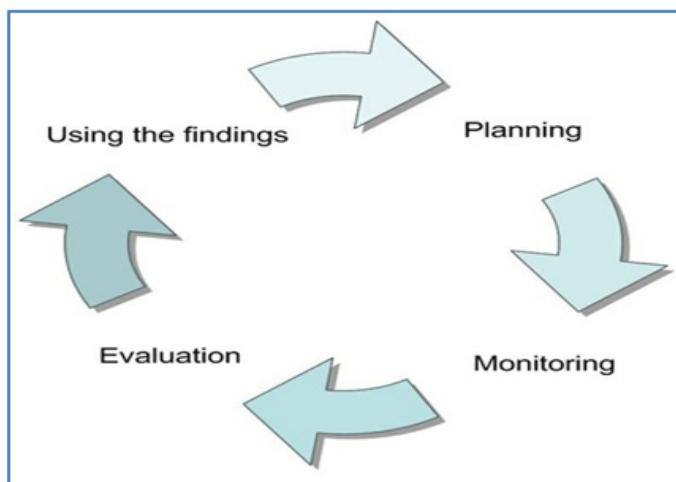 Using the findings
Planning
Evaluation
Monitoring